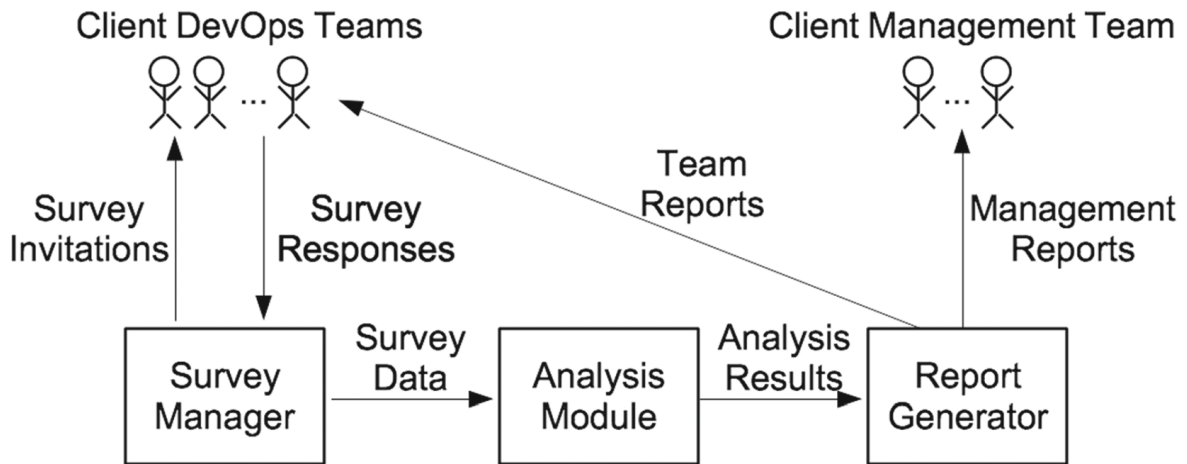 Client DevOps Teams
Client Management Team
...
...
Survey
Invitations
Survey
Responses
Team
Reports
Management
Reports
Survey
Manager
Survey
Data
Analysis
Module
Analysis
Results
Report
Generator